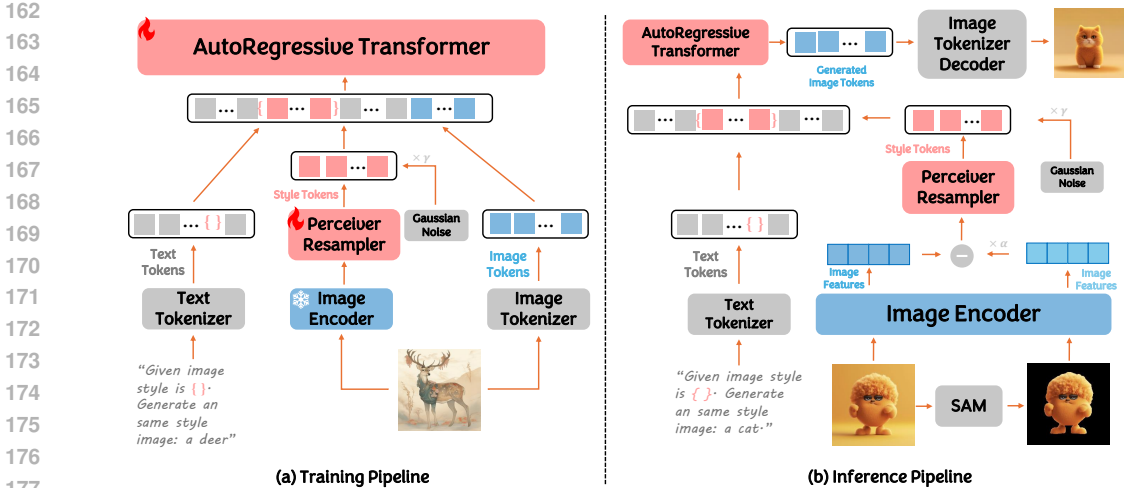 162
163
164
165
166
167
168
169
170
171
172
173
174
175
176
177
AutoRegressive Transformer
Style Tokens
× γ
Gaussian
Noise
Perceiver
Resampler
Text
Tokens
{ }
Image
Tokens
Text
Tokenizer
Image
Encoder
Image
Tokenizer
“Given image
style is { }.
Generate an
same style
image: a deer”
(a) Training Pipeline
AutoRegressive
Transformer
Generated
Image Tokens
Image
Tokenizer
Decoder
{ }
Style Tokens
× γ
Gaussian
Noise
Perceiver
Resampler
{ }
Text
Tokens
−
× α
Image
Features
Image
Features
Text
Tokenizer
Image Encoder
“Given image style
is { }. Generate
an same style
image: a cat.”
SAM
(b) Inference Pipeline